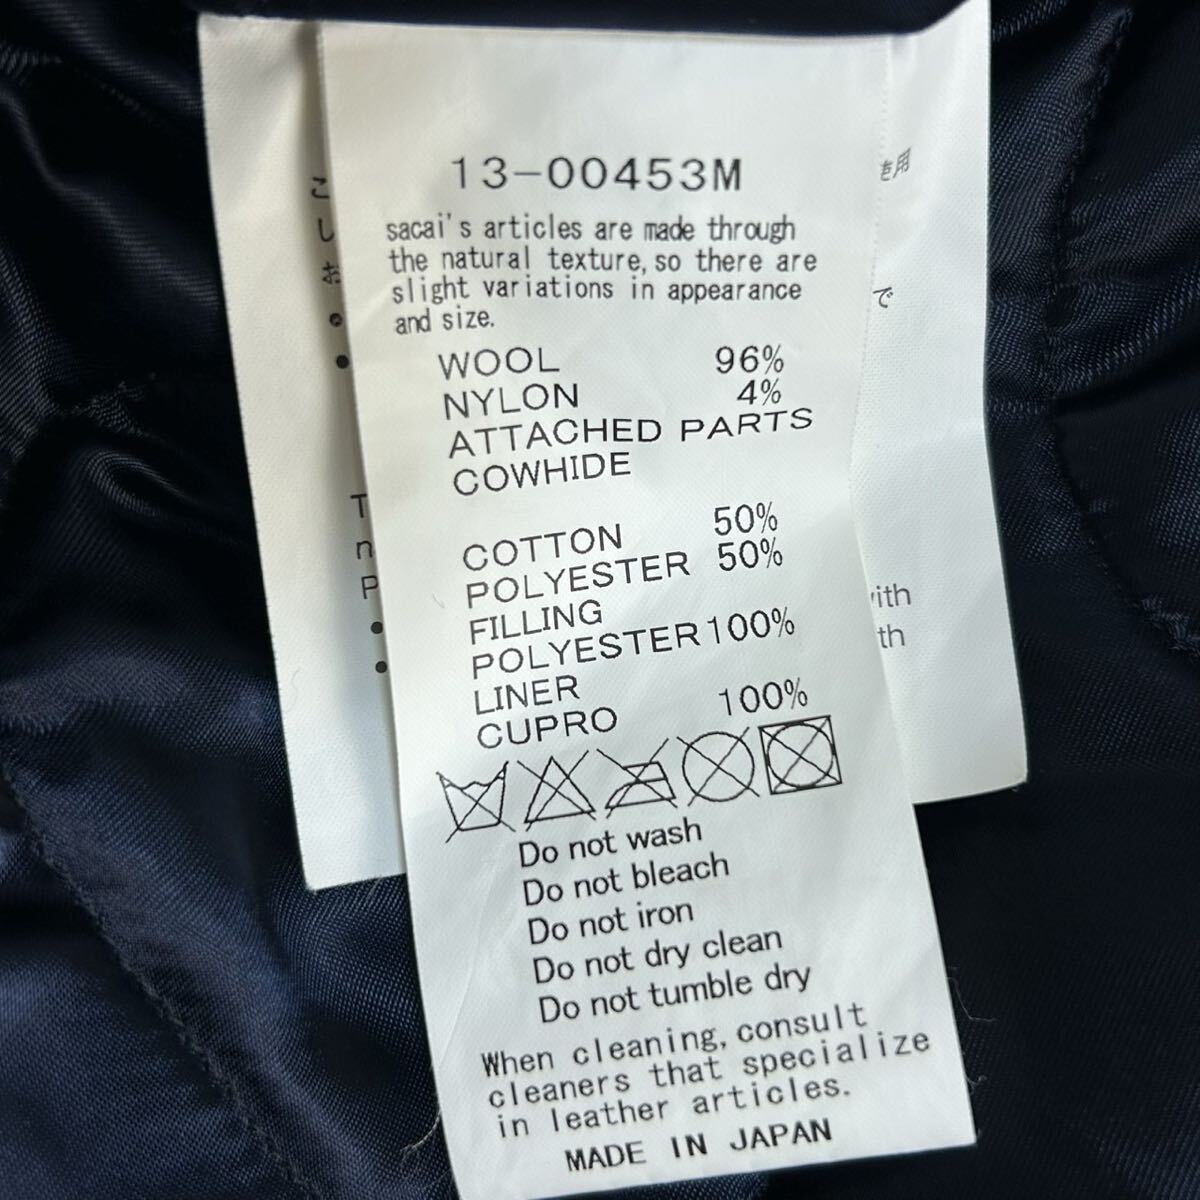 13-00453M
sacai's articles are made through
the natural texture, so there are
slight variations in appearance
and size.
WOOL 96%
NYLON 4%
ATTACHED PARTS
COWHIDE
COTTON 50%
POLYESTER 50%
FILLING
POLYESTER 100%
LINER
CUPRO 100%
Do not wash
Do not bleach
Do not iron
Do not dry clean
Do not tumble dry
When cleaning, consult
cleaners that specialize
in leather articles.
MADE IN JAPAN